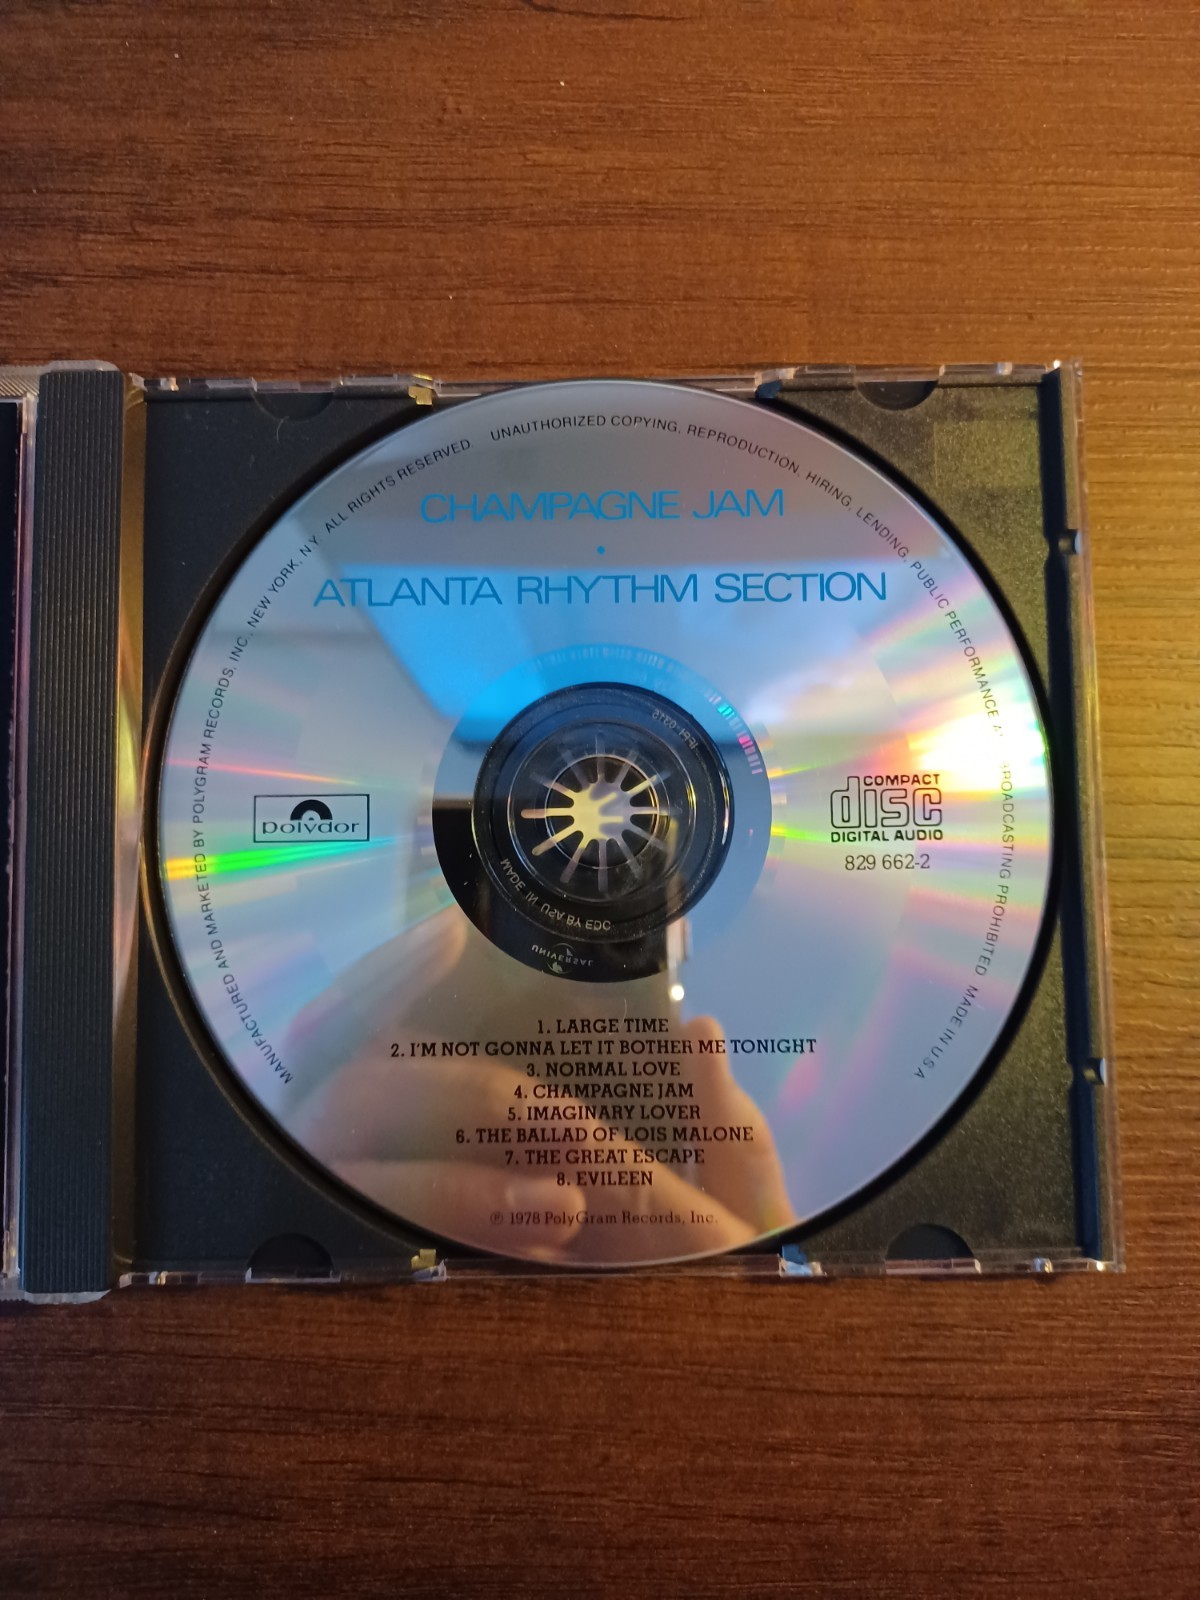 MANUFACTURED AND MARKETED BY POLYGRAM RECORDS, INC., NEW YORK, N.Y. ALL RIGHTS RESERVED UNAUTHORIZED COPYING, REPRODUCTION, HIRING, LENDING, PUBLIC PERFORMANCE BROADCASTING PROHIBITED MADE IN U S A
CHAMPAGNE JAM
•
ATLANTA RHYTHM SECTION
IFPI
polydor
COMPACT
disc
DIGITAL AUDIO
829 662-2
MADE IN USA BY EDC
UNIVERSAL
1. LARGE TIME
2. I'M NOT GONNA LET IT BOTHER ME TONIGHT
3. NORMAL LOVE
4. CHAMPAGNE JAM
5. IMAGINARY LOVER
6. THE BALLAD OF LOIS MALONE
7. THE GREAT ESCAPE
8. EVILEEN
℗ 1978 PolyGram Records, Inc.